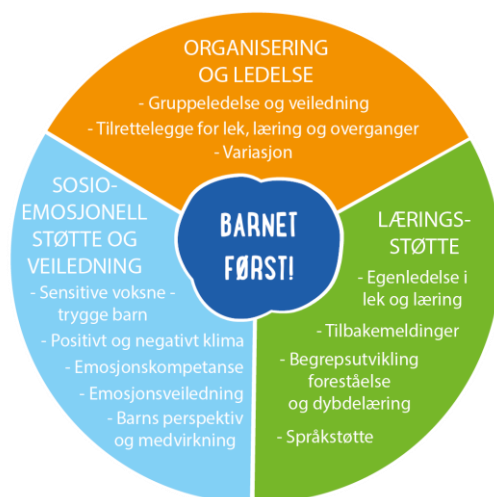 ORGANISERING
OG LEDELSE
- Gruppeledelse og veiledning
- Tilrettelegge for lek, læring og overganger
- Variasjon
SOSIO-
EMOSJONELL
STØTTE OG
VEILEDNING
- Sensitive voksne -
trygge barn
- Positivt og negativt klima
- Emosjonskompetanse
- Emosjonsveiledning
- Barns perspektiv
og medvirkning
BARNET
FØRST!
LÆRINGS-
STØTTE
- Egenledelse i
lek og læring
- Tilbakemeldinger
- Begrepsutvikling
foreståelse
og dybdelæring
- Språkstøtte